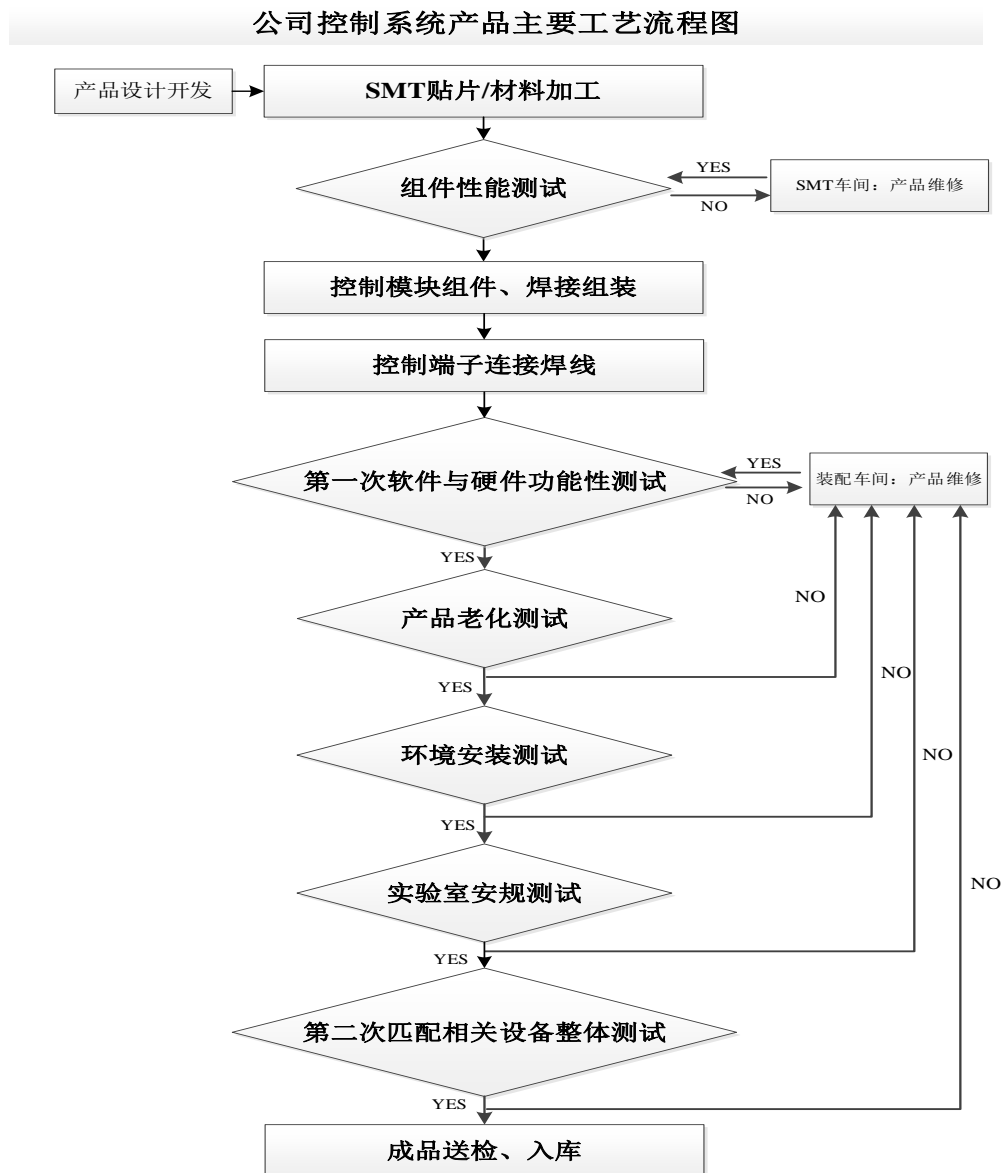 公司控制系统产品主要工艺流程图
产品设计开发
SMT贴片/材料加工
组件性能测试
YES
NO
SMT车间：产品维修
控制模块组件、焊接组装
控制端子连接焊线
第一次软件与硬件功能性测试
YES
NO
装配车间：产品维修
YES
NO
产品老化测试
YES
NO
环境安装测试
YES
NO
实验室安规测试
YES
NO
第二次匹配相关设备整体测试
YES
成品送检、入库